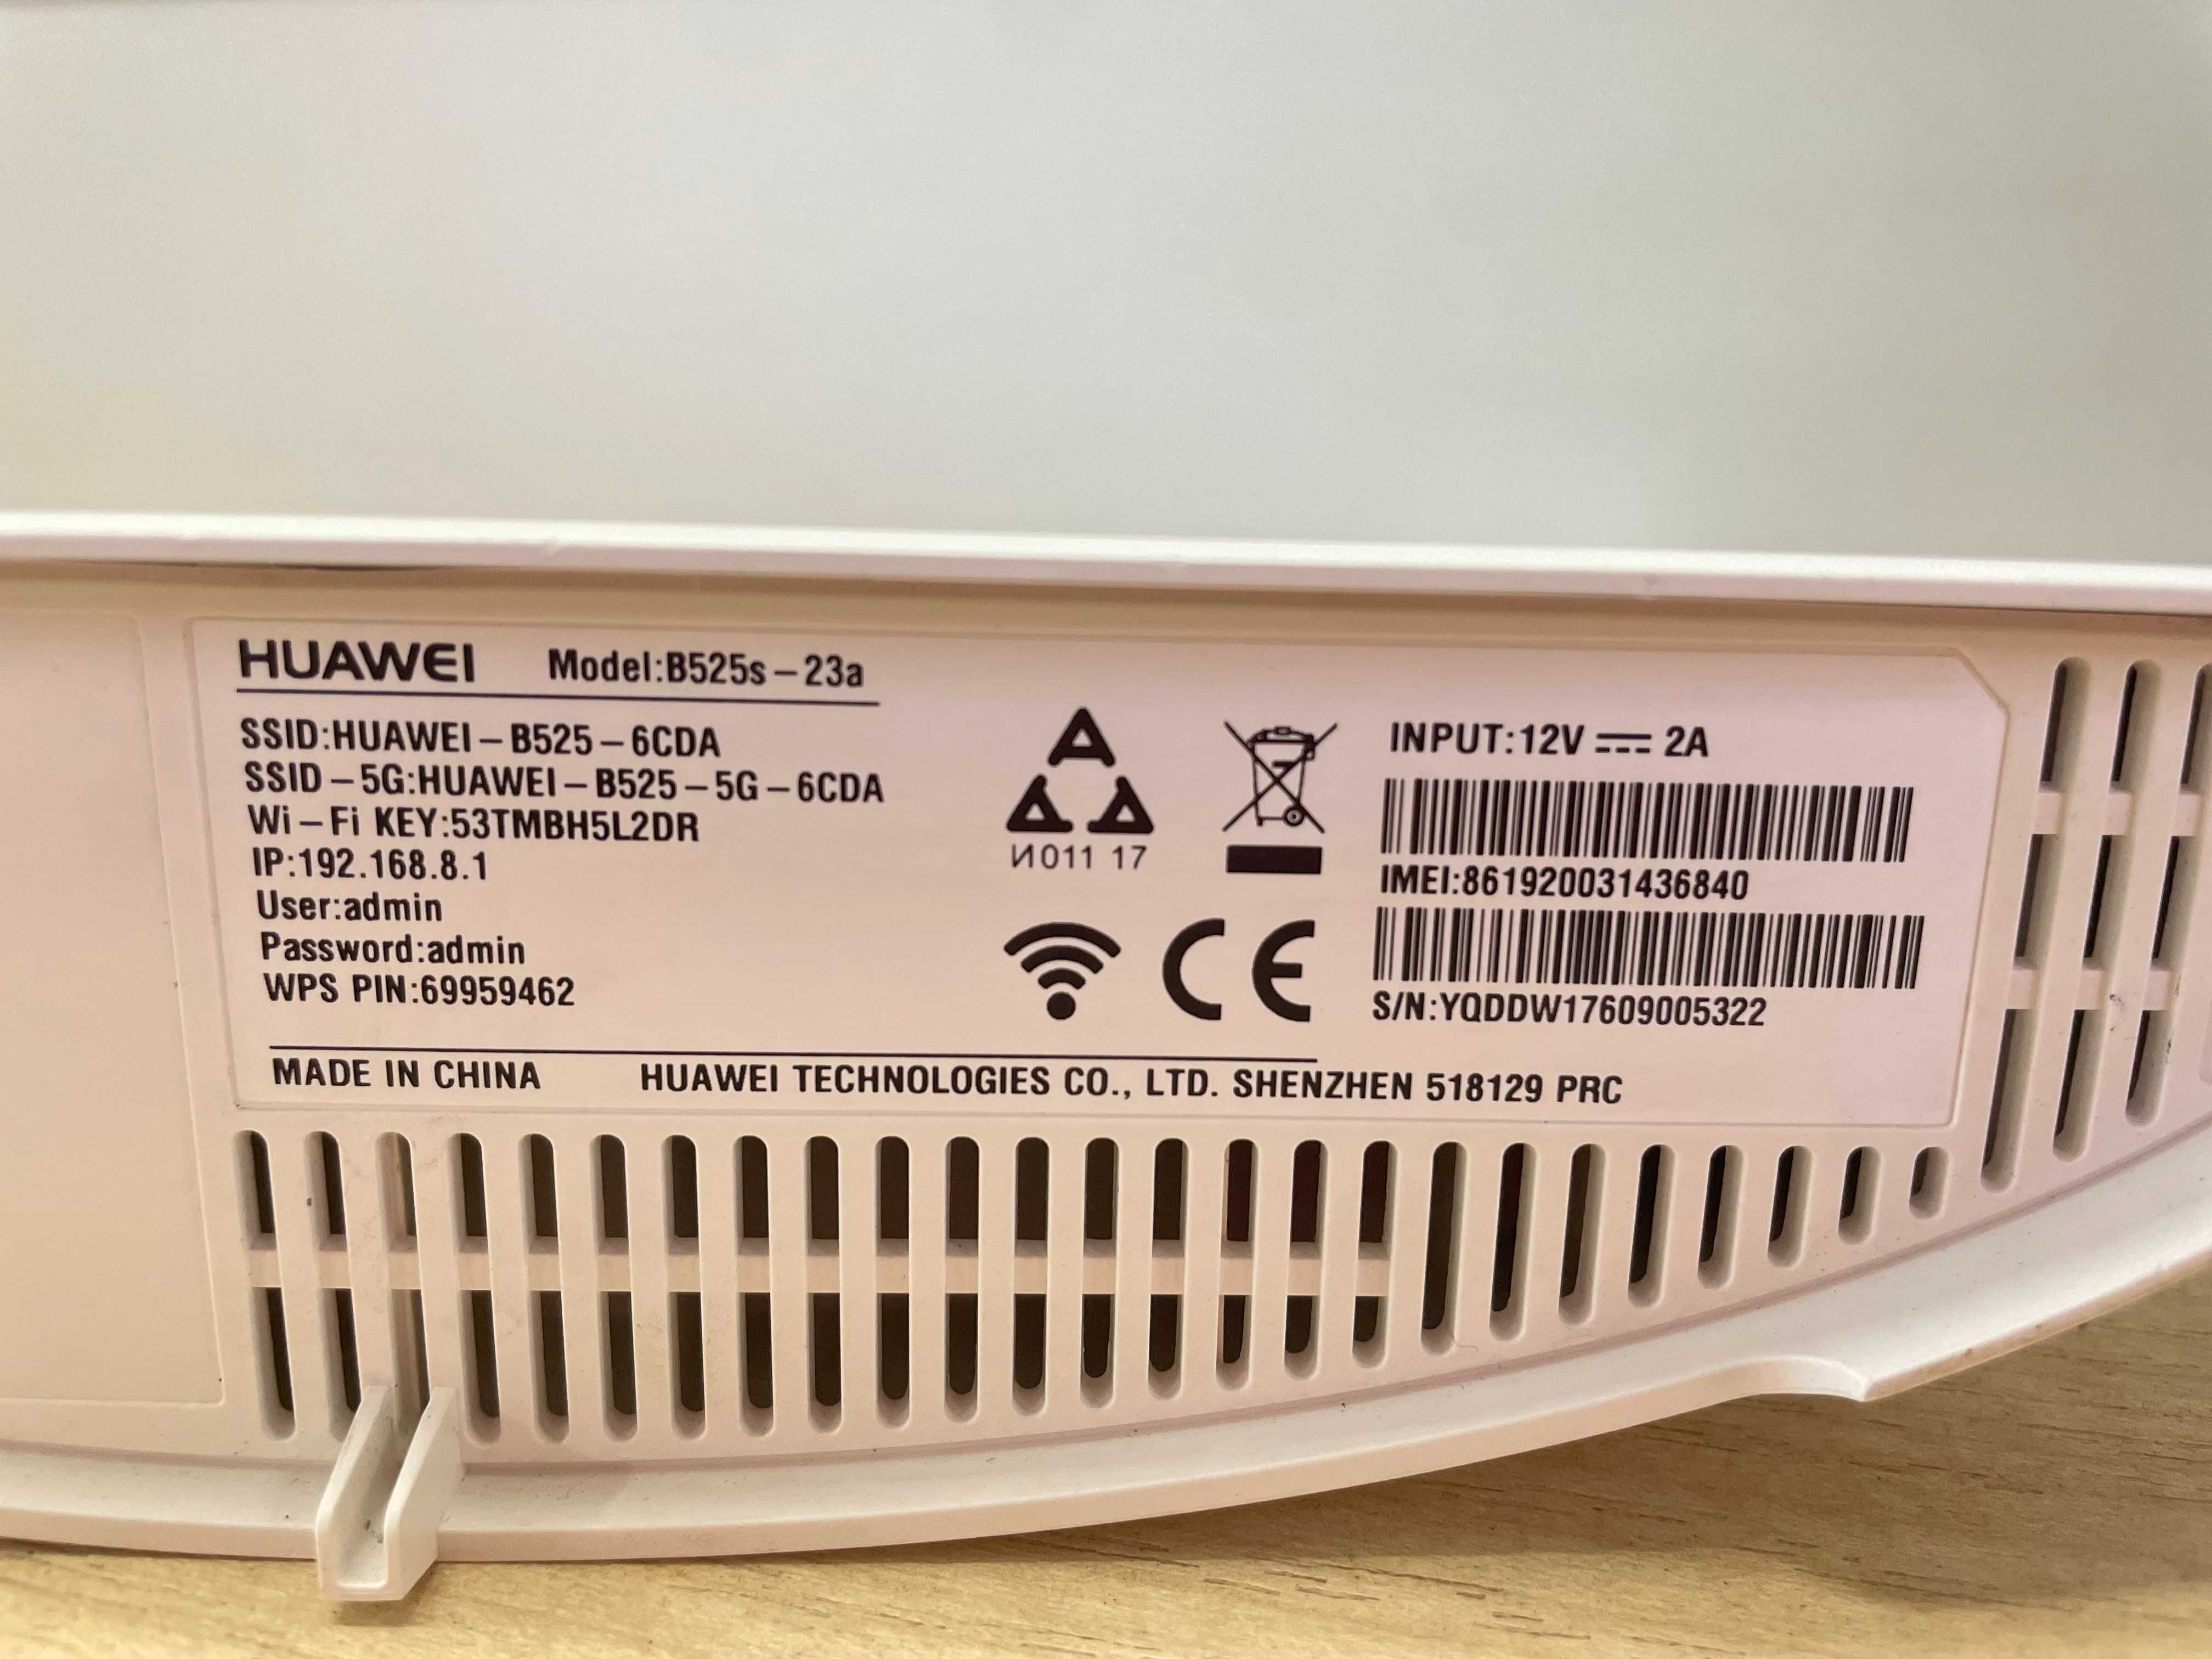 HUAWEI Model:B525s-23a
SSID:HUAWEI-B525-6CDA
SSID-5G:HUAWEI-B525-5G-6CDA
Wi-Fi KEY:53TMBH5L2DR
IP:192.168.8.1
User:admin
Password:admin
WPS PIN:69959462
A
A A
И011 17
CE
INPUT:12V ⎓ 2A
IMEI:861920031436840
S/N:YQDDW17609005322
MADE IN CHINA HUAWEI TECHNOLOGIES CO., LTD. SHENZHEN 518129 PRC